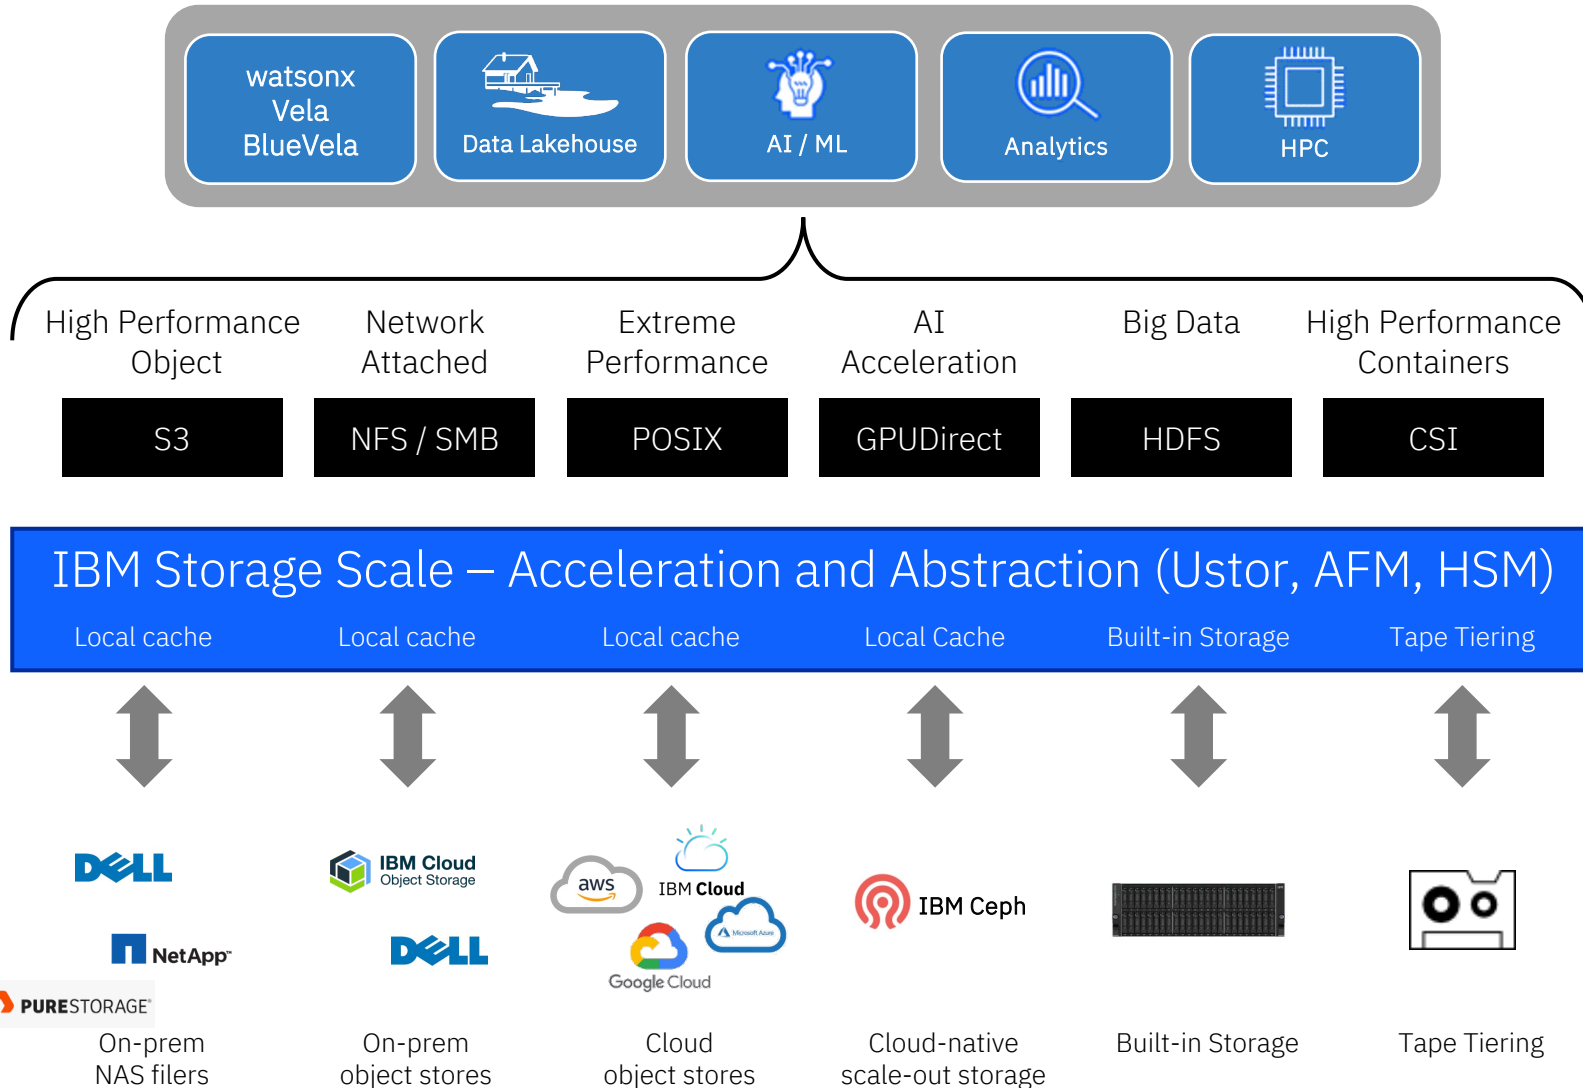 watsonx
Vela
BlueVela
Data Lakehouse
AI / ML
Analytics
HPC
High Performance
Object
Network
Attached
Extreme
Performance
AI
Acceleration
Big Data
High Performance
Containers
S3
NFS / SMB
POSIX
GPUDirect
HDFS
CSI
IBM Storage Scale – Acceleration and Abstraction (Ustor, AFM, HSM)
Local cache
Local cache
Local cache
Local Cache
Built-in Storage
Tape Tiering
DELL
NetApp™
PURESTORAGE®
IBM Cloud
Object Storage
DELL
aws
IBM Cloud
Microsoft Azure
Google Cloud
IBM Ceph
On-prem
NAS filers
On-prem
object stores
Cloud
object stores
Cloud-native
scale-out storage
Built-in Storage
Tape Tiering